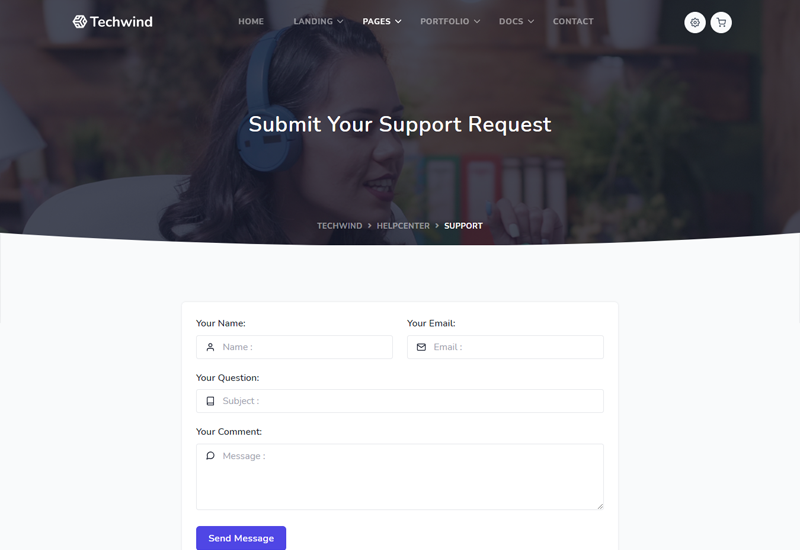 Techwind
HOME LANDING PAGES PORTFOLIO DOCS CONTACT
Submit Your Support Request
TECHWIND > HELPCENTER > SUPPORT
Your Name: Your Email:
Name : Email :
Your Question:
Subject :
Your Comment:
Message :
Send Message